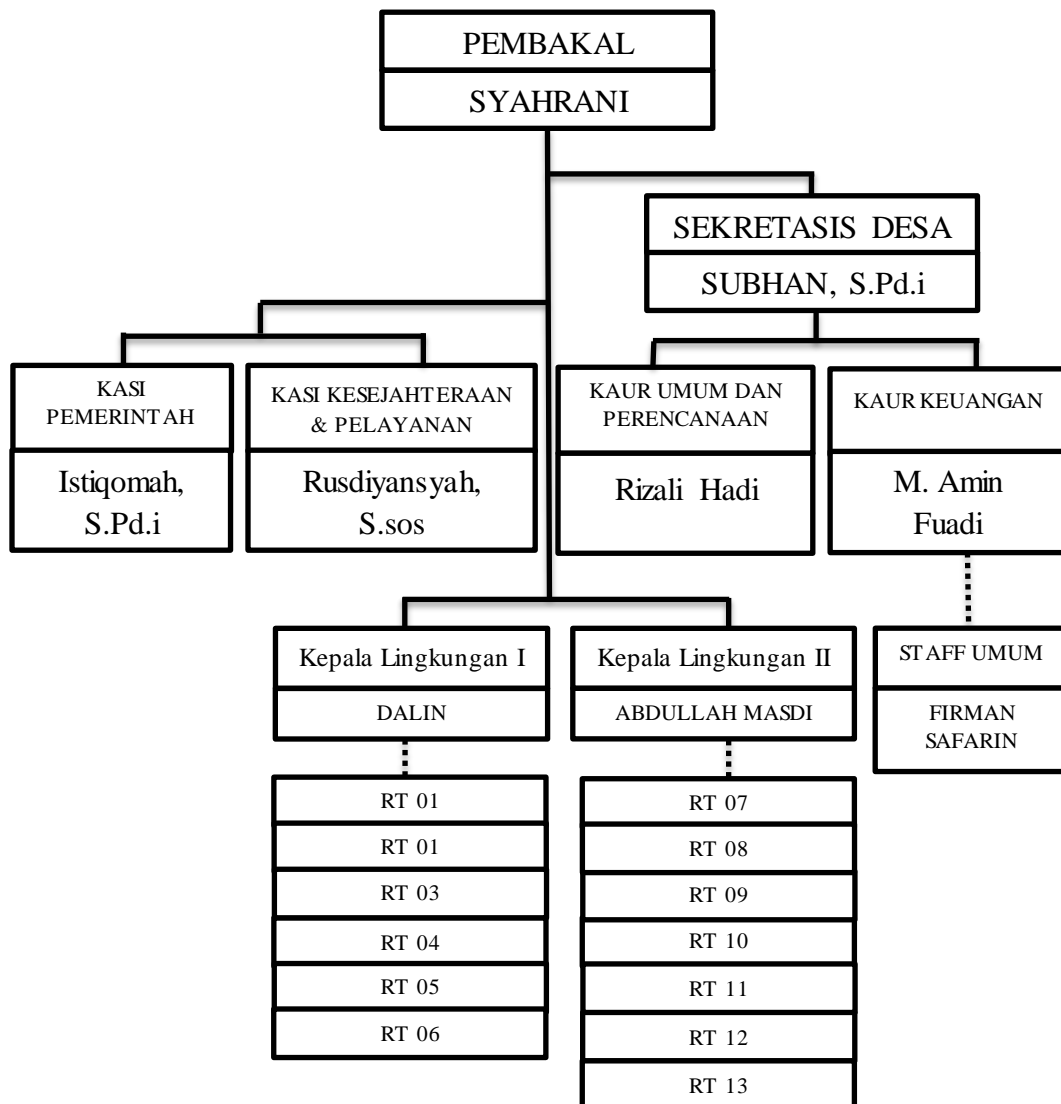 PEMBAKAL
SYAHRANI
SEKRETASIS DESA
SUBHAN, S.Pd.i
KASI
PEMERINTAH
Istiqomah,
S.Pd.i
KASI KESEJAHTERAAN
& PELAYANAN
Rusdiyansyah,
S.sos
KAUR UMUM DAN
PERENCANAAN
Rizali Hadi
KAUR KEUANGAN
M. Amin
Fuadi
Kepala Lingkungan I
DALIN
Kepala Lingkungan II
ABDULLAH MASDI
STAFF UMUM
FIRMAN
SAFARIN
RT 01
RT 01
RT 03
RT 04
RT 05
RT 06
RT 07
RT 08
RT 09
RT 10
RT 11
RT 12
RT 13